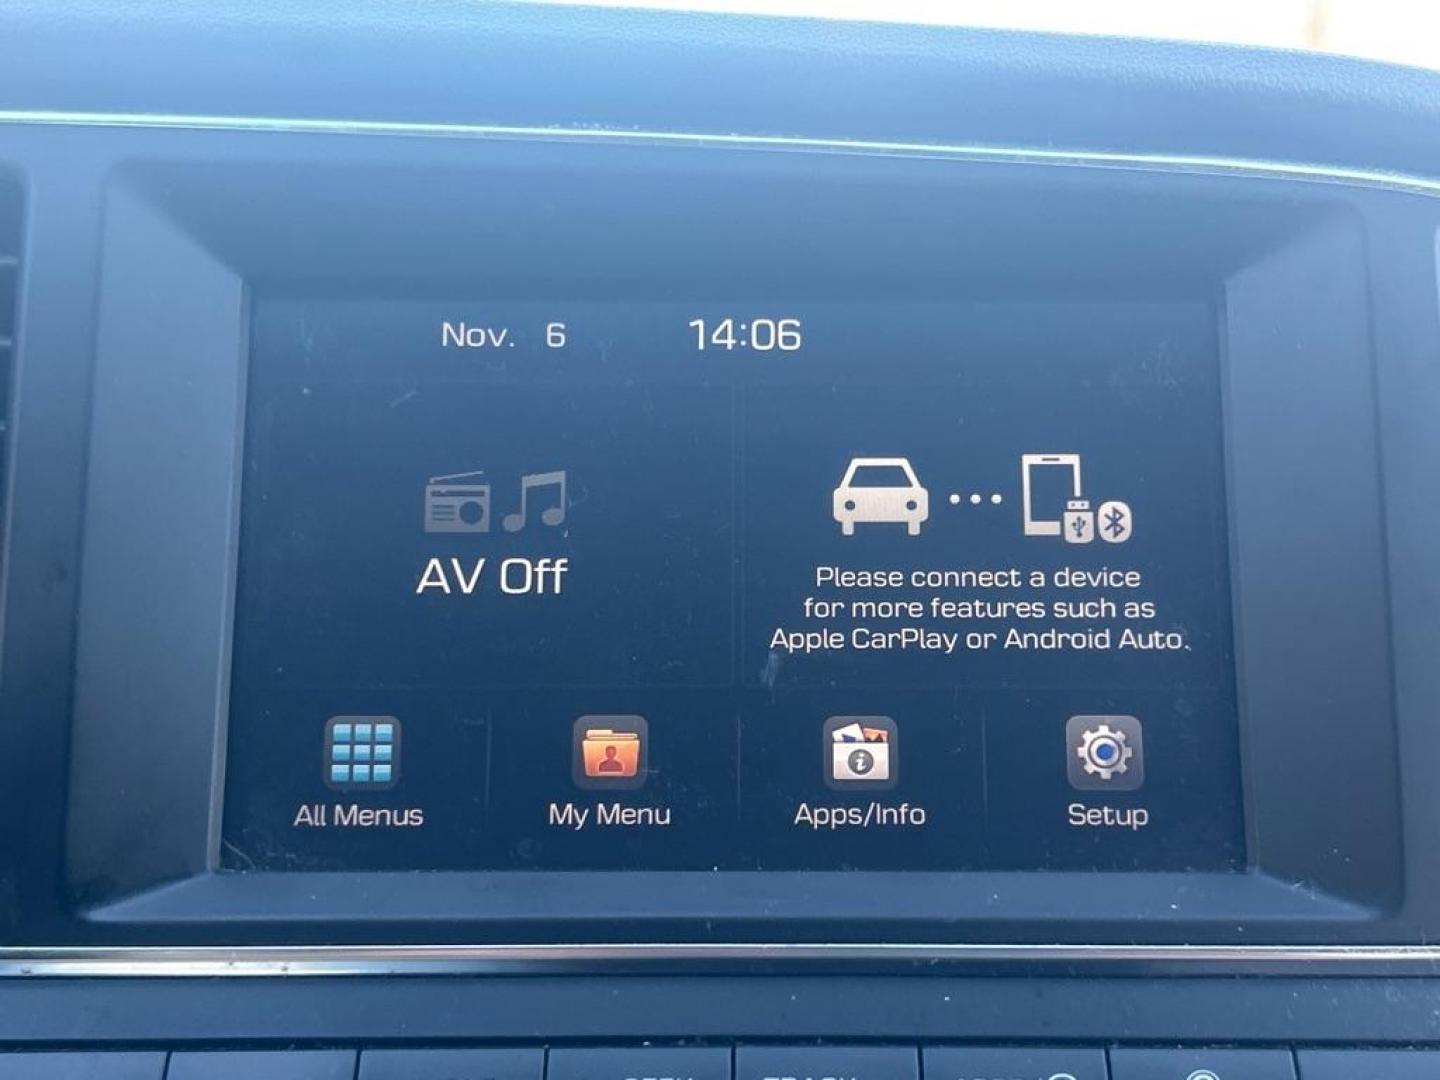 Nov. 6 14:06
AV Off
Please connect a device
for more features such as
Apple CarPlay or Android Auto.
All Menus My Menu Apps/Info Setup
TRACK